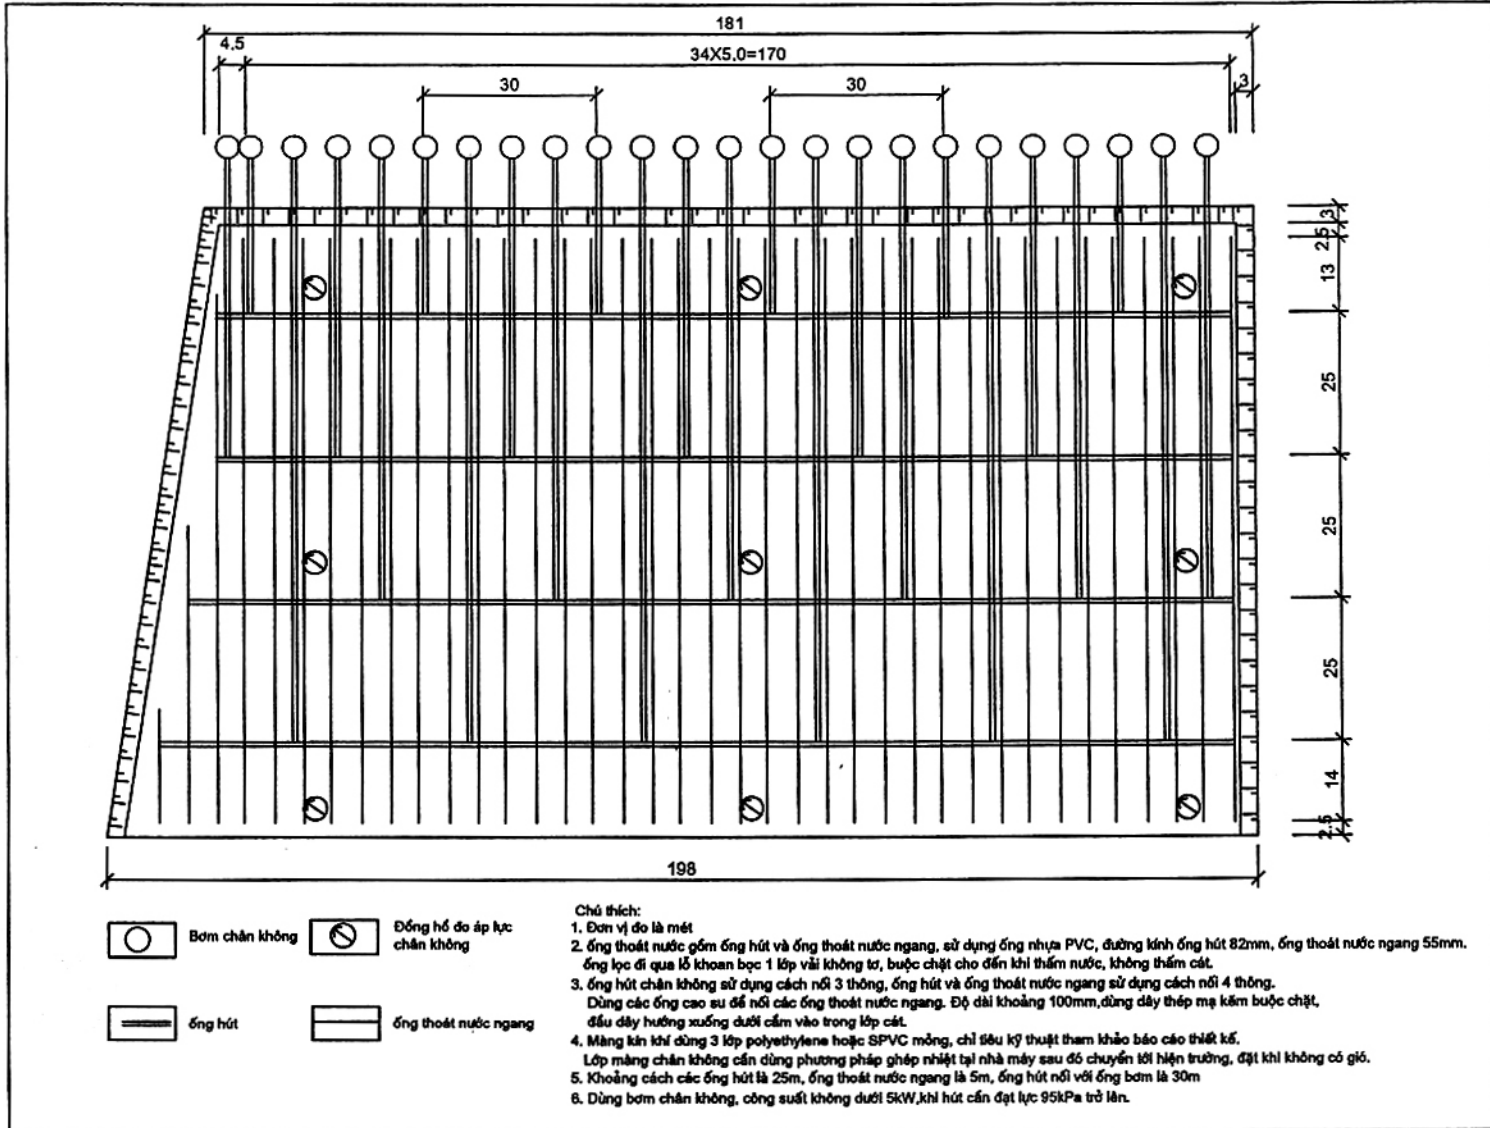 181
4.5
34X5.0=170
30
30
3
3
2.5
13
25
25
25
14
2.5
198
Bơm chân không
Đồng hồ đo áp lực
chân không
ống hút
ống thoát nước ngang
Chú thích:
1. Đơn vị đo là mét
2. ống thoát nước gồm ống hút và ống thoát nước ngang, sử dụng ống nhựa PVC, đường kính ống hút 82mm, ống thoát nước ngang 55mm.
ống lọc đi qua lỗ khoan bọc 1 lớp vải không tơ, buộc chặt cho đến khi thấm nước, không thấm cát.
3. ống hút chân không sử dụng cách nối 3 thông, ống hút và ống thoát nước ngang sử dụng cách nối 4 thông.
Dùng các ống cao su để nối các ống thoát nước ngang. Độ dài khoảng 100mm,dùng dây thép mạ kẽm buộc chặt,
đầu dây hướng xuống dưới cắm vào trong lớp cát.
4. Màng kín khí dùng 3 lớp polyethylene hoặc SPVC mỏng, chỉ tiêu kỹ thuật tham khảo báo cáo thiết kế.
Lớp màng chân không cần dùng phương pháp ghép nhiệt tại nhà máy sau đó chuyển tới hiện trường, đặt khi không có gió.
5. Khoảng cách các ống hút là 25m, ống thoát nước ngang là 5m, ống hút nối với ống bơm là 30m
6. Dùng bơm chân không, công suất không dưới 5kW,khi hút cần đạt lực 95kPa trở lên.